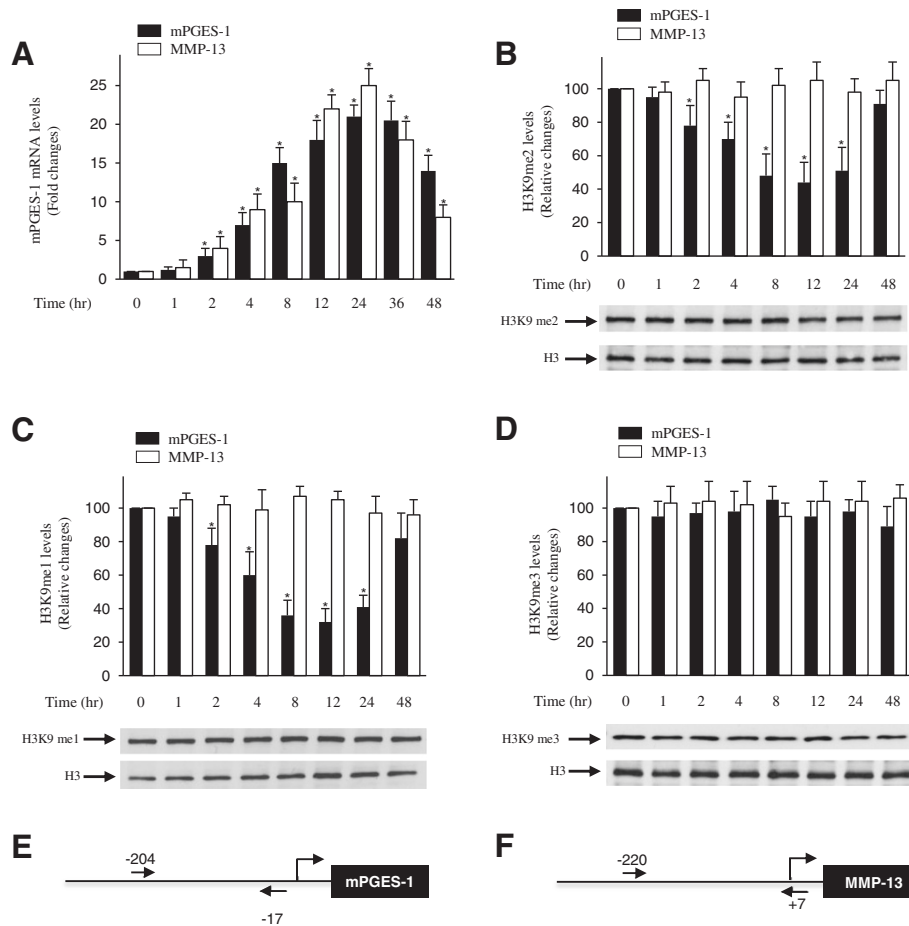 A
mPGES-1
MMP-13
mPGES-1 mRNA levels
(Fold changes)
25
20
15
10
5
0
Time (hr) 0 1 2 4 8 12 24 36 48
* * * * * * * * * * * * * *
B
mPGES-1
MMP-13
H3K9me2 levels
(Relative changes)
100
80
60
40
20
0
* * * * *
Time (hr) 0 1 2 4 8 12 24 48
H3K9 me2
H3
C
mPGES-1
MMP-13
H3K9me1 levels
(Relative changes)
100
80
60
40
20
0
* * * * *
Time (hr) 0 1 2 4 8 12 24 48
H3K9 me1
H3
D
mPGES-1
MMP-13
H3K9me3 levels
(Relative changes)
100
80
60
40
20
0
Time (hr) 0 1 2 4 8 12 24 48
H3K9 me3
H3
E
-204
-17
mPGES-1
F
-220
+7
MMP-13